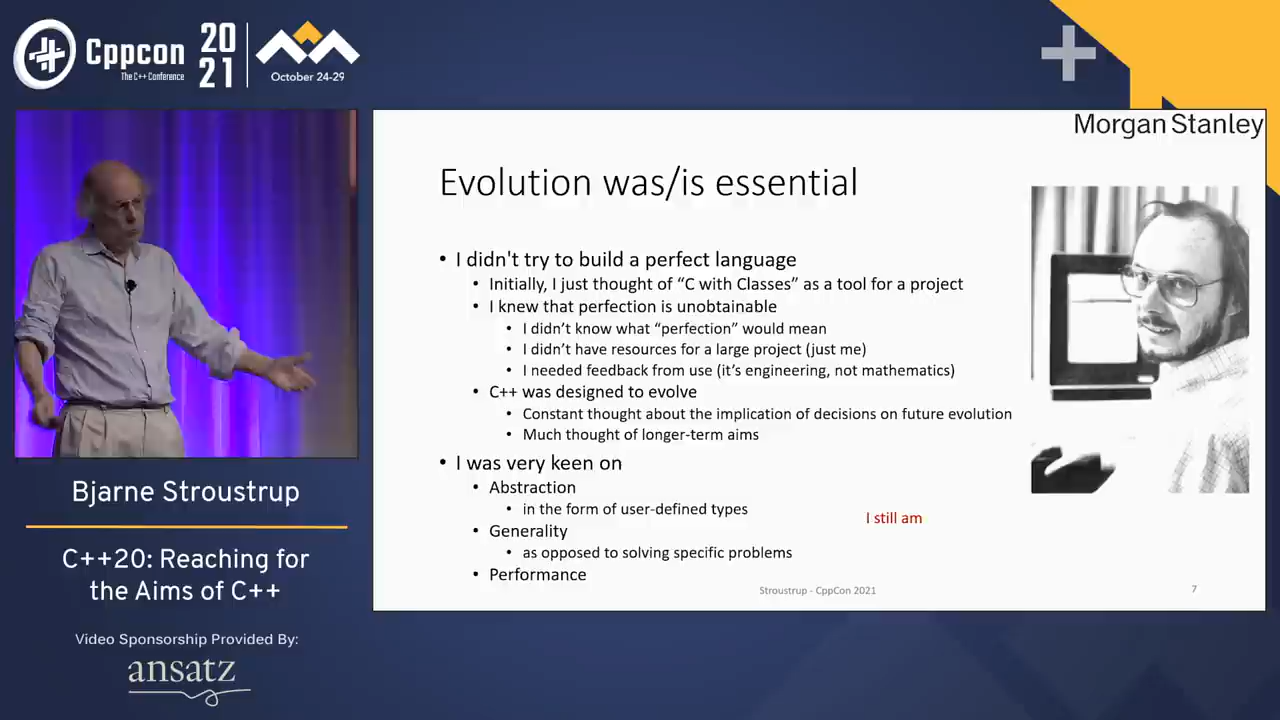 Cppcon
The C++ Conference
20
21
October 24-29
Morgan Stanley
Evolution was/is essential
• I didn't try to build a perfect language
• Initially, I just thought of “C with Classes” as a tool for a project
• I knew that perfection is unobtainable
• I didn’t know what “perfection” would mean
• I didn’t have resources for a large project (just me)
• I needed feedback from use (it’s engineering, not mathematics)
• C++ was designed to evolve
• Constant thought about the implication of decisions on future evolution
• Much thought of longer-term aims
• I was very keen on
• Abstraction
• in the form of user-defined types
I still am
• Generality
• as opposed to solving specific problems
• Performance
Stroustrup - CppCon 2021
7
Bjarne Stroustrup
C++20: Reaching for
the Aims of C++
Video Sponsorship Provided By:
ansatz